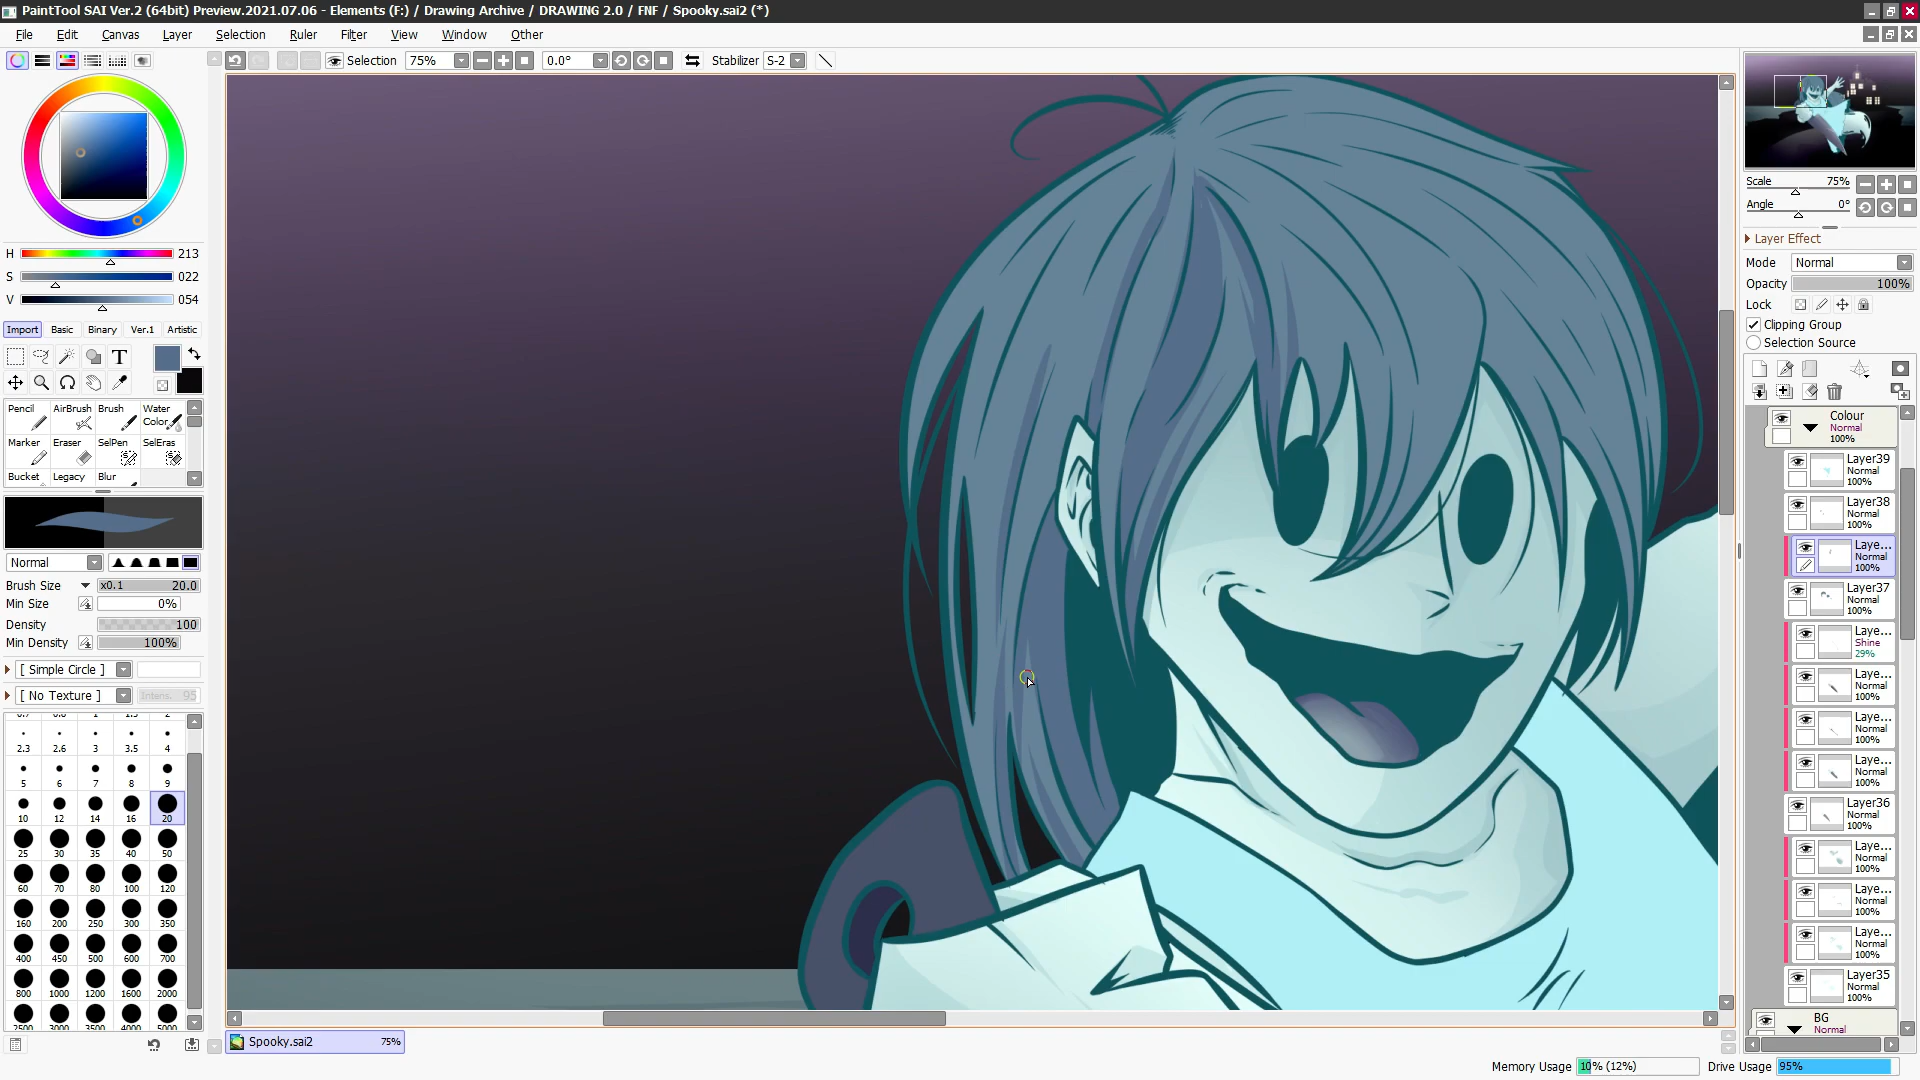 PaintTool SAI Ver.2 (64bit) Preview.2021.07.06 - Elements (F:) / Drawing Archive / DRAWING 2.0 / FNF / Spooky.sai2 (*)
File Edit Canvas Layer Selection Ruler Filter View Window Other
Selection 75% 0.0° Stabilizer S-2
H 213
S 022
V 054
Import Basic Binary Ver.1 Artistic
T
Pencil AirBrush Brush Water Color
Marker Eraser SelPen SelEras
Bucket Legacy Blur
Normal
Brush Size x0.1 20.0
Min Size 0%
Density 100
Min Density 100%
[ Simple Circle ]
[ No Texture ] Intens. 95
2.3 2.6 3 3.5 4
5 6 7 8 9
10 12 14 16 20
25 30 35 40 50
60 70 80 100 120
160 200 250 300 350
400 450 500 600 700
800 1000 1200 1600 2000
2500 3000 3500 4000 5000
Spooky.sai2 75%
Scale 75%
Angle 0°
Layer Effect
Mode Normal
Opacity 100%
Lock
Clipping Group
Selection Source
Colour
Normal
100%
Layer39
Normal
100%
Layer38
Normal
100%
Laye...
Normal
100%
Layer37
Normal
100%
Laye...
Shine
29%
Laye...
Normal
100%
Laye...
Normal
100%
Laye...
Normal
100%
Layer36
Normal
100%
Laye...
Normal
100%
Laye...
Normal
100%
Laye...
Normal
100%
Layer35
Normal
100%
BG
Normal
Memory Usage 10% (12%) Drive Usage 95%